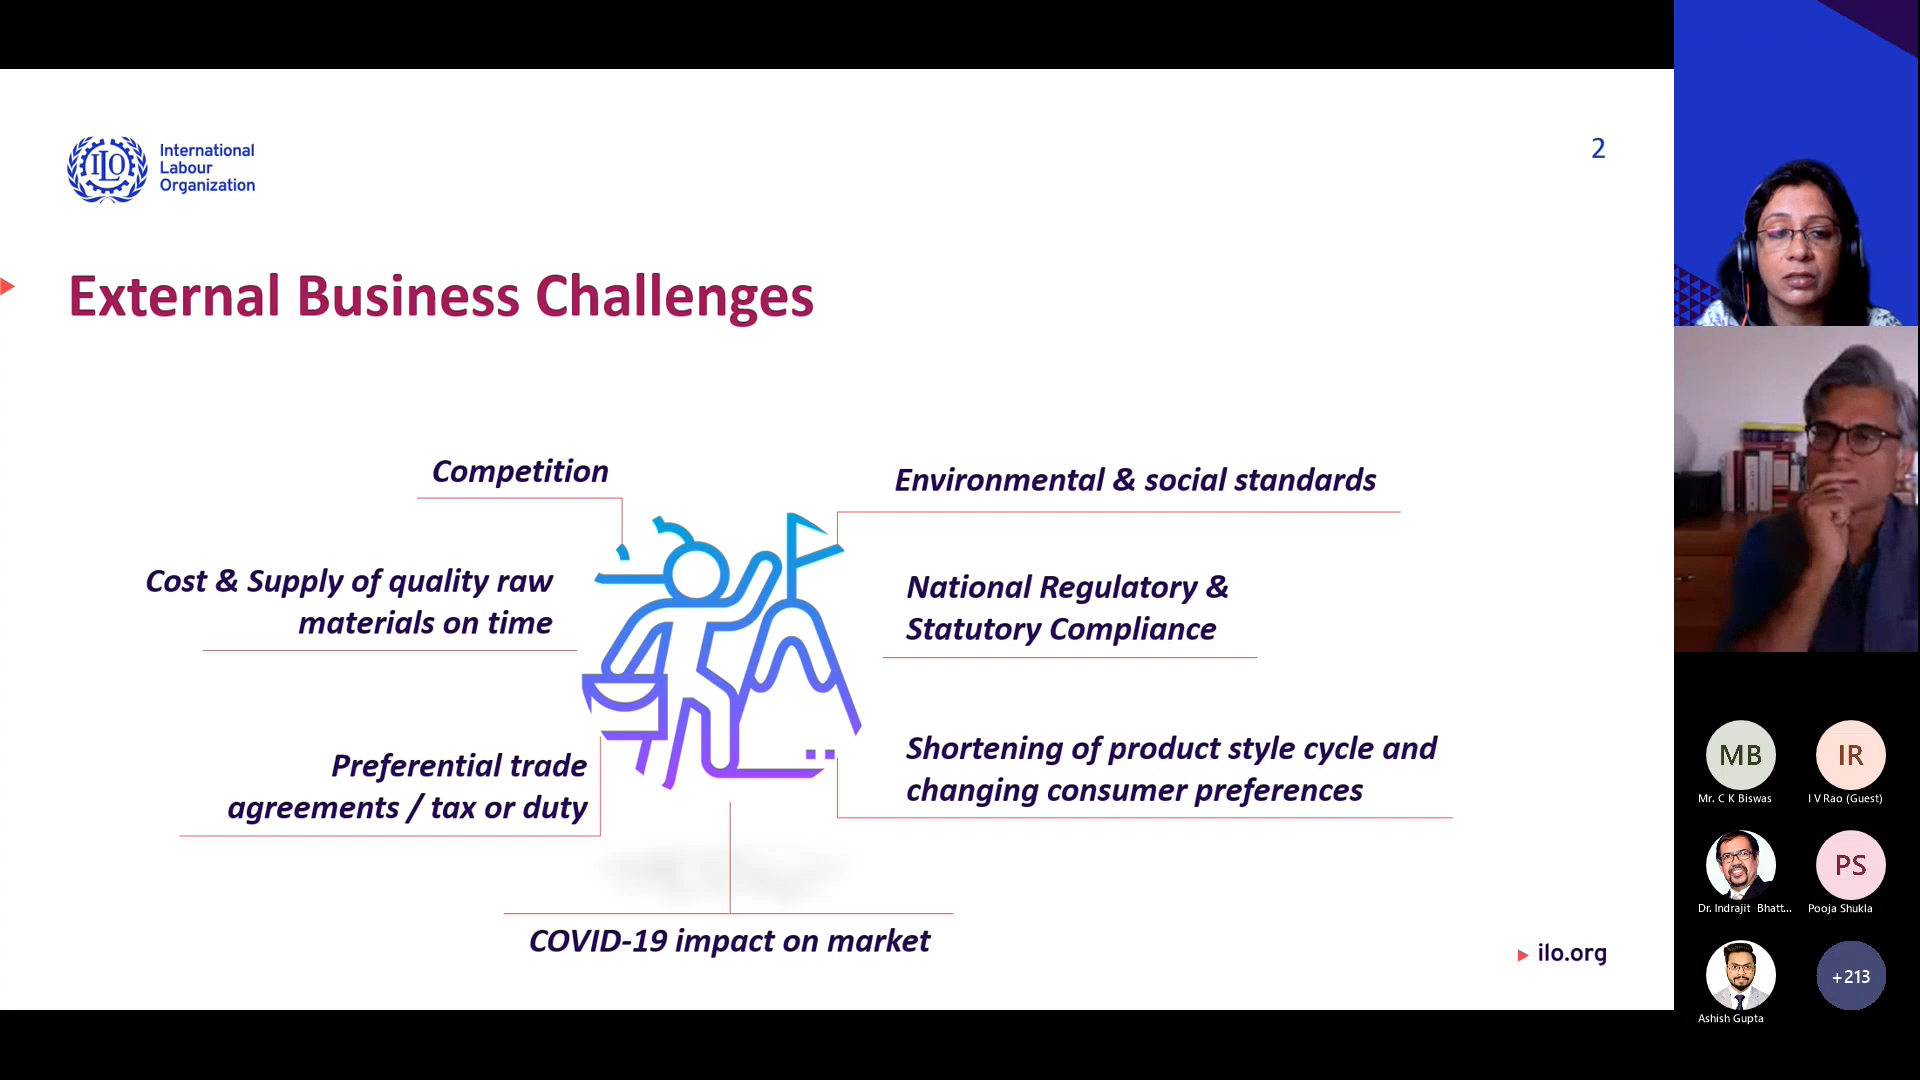 ILO
International
Labour
Organization
2
External Business Challenges
Competition
Environmental & social standards
Cost & Supply of quality raw
materials on time
National Regulatory &
Statutory Compliance
Preferential trade
agreements / tax or duty
Shortening of product style cycle and
changing consumer preferences
COVID-19 impact on market
ilo.org
MB
Mr. C K Biswas
IR
I V Rao (Guest)
Dr. Indrajit Bhatt...
PS
Pooja Shukla
Ashish Gupta
+213